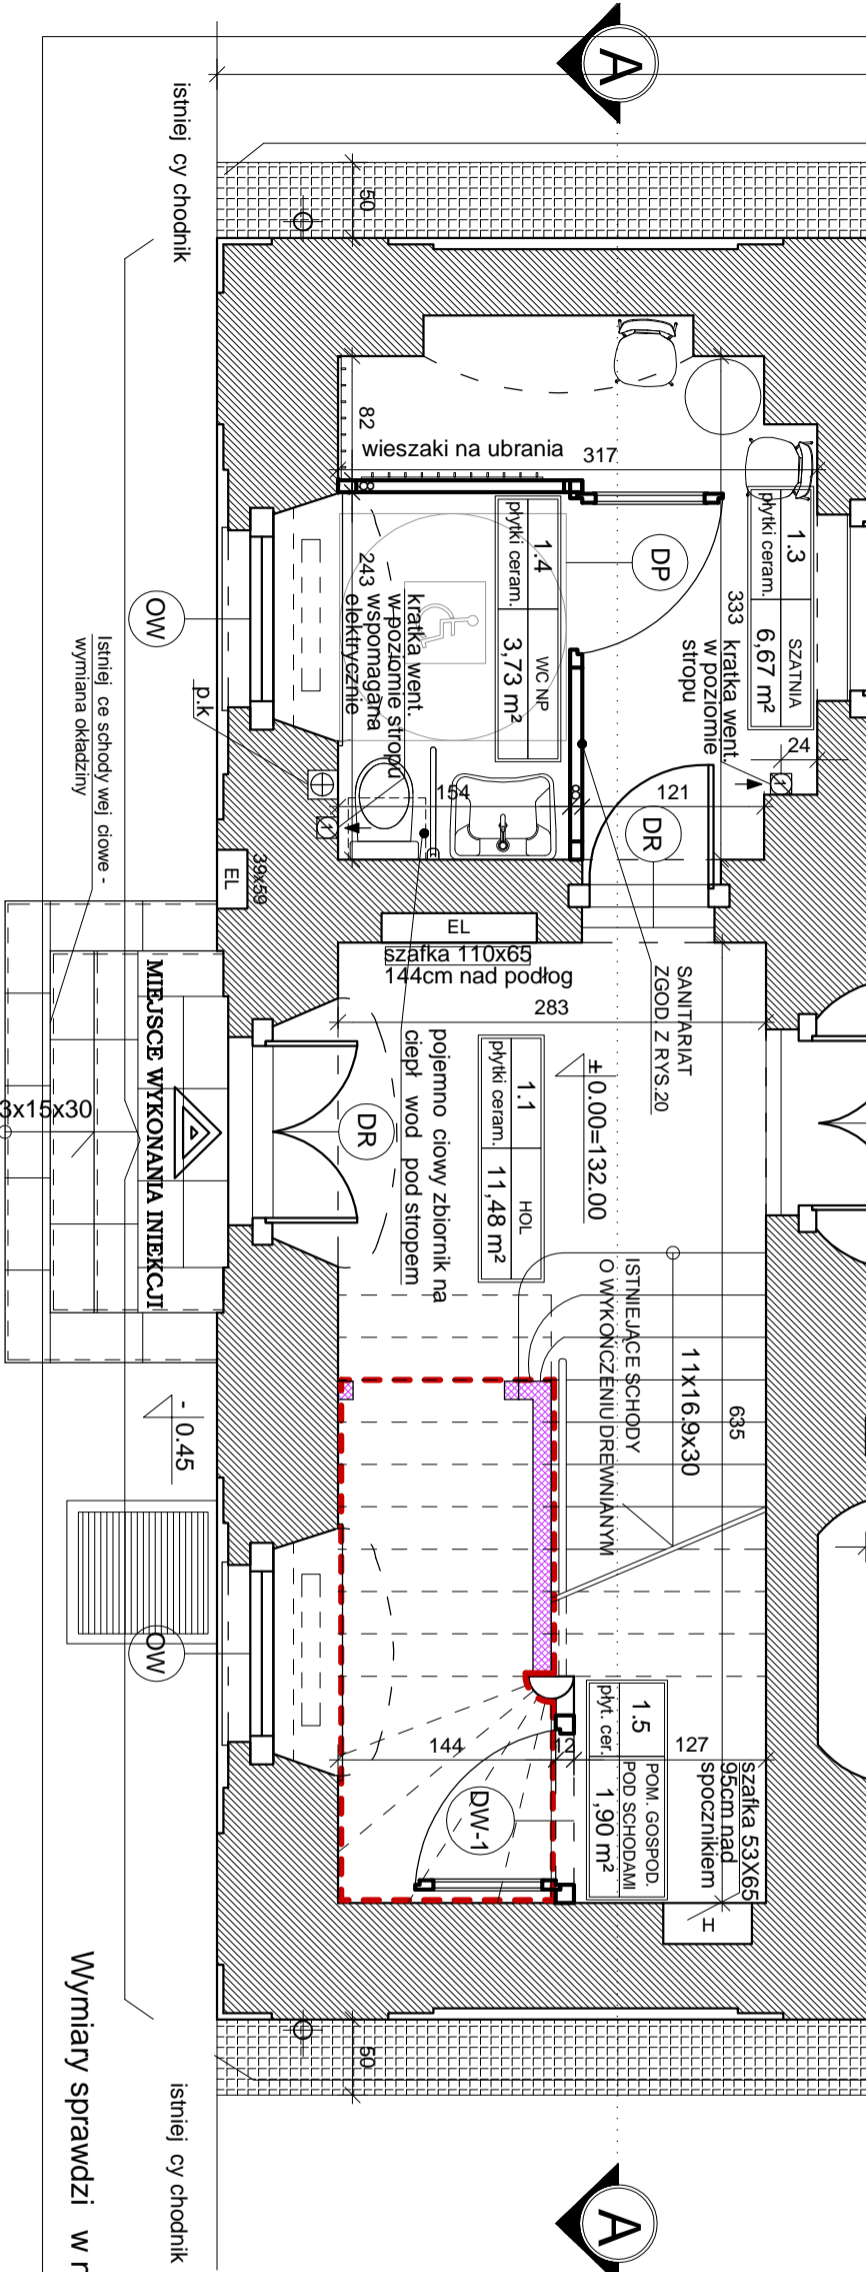 A
istniej cy chodnik
50
82
wieszaki na ubrania
317
8
1.3
SZATNIA
płytki ceram.
6,67 m²
333
kratka went.
w poziomie
stropu
24
DP
1.4
WC NP
płytki ceram.
3,73 m²
243
kratka went.
w poziomie stropu
wspomagana
elektrycznie
OW
p.k
Istniej ce schody wej ciowe -
wymiana okładziny
1
1
154
8
121
DR
EL
39x59
EL
szafka 110x65
144cm nad podłog
SANITARIAT
ZGOD. Z RYS.20
283
1.1
HOL
płytki ceram.
11,48 m²
±0.00=132.00
pojemno ciowy zbiornik na
ciepł wod pod stropem
DR
MIEJSCE WYKONANIA INIEKCJI
3x15x30
ISTNIEJĄCE SCHODY
O WYKOŃCZENIU DREWNIANYM
11x16.9x30
635
- 0.45
OW
144
12
127
1.5
POM. GOSPOD.
POD SCHODAMI
płyt. cer.
1,90 m²
DW-1
szafka 53X65
95cm nad
spocznikiem
H
50
istniej cy chodnik
Wymiary sprawdzi w n
A